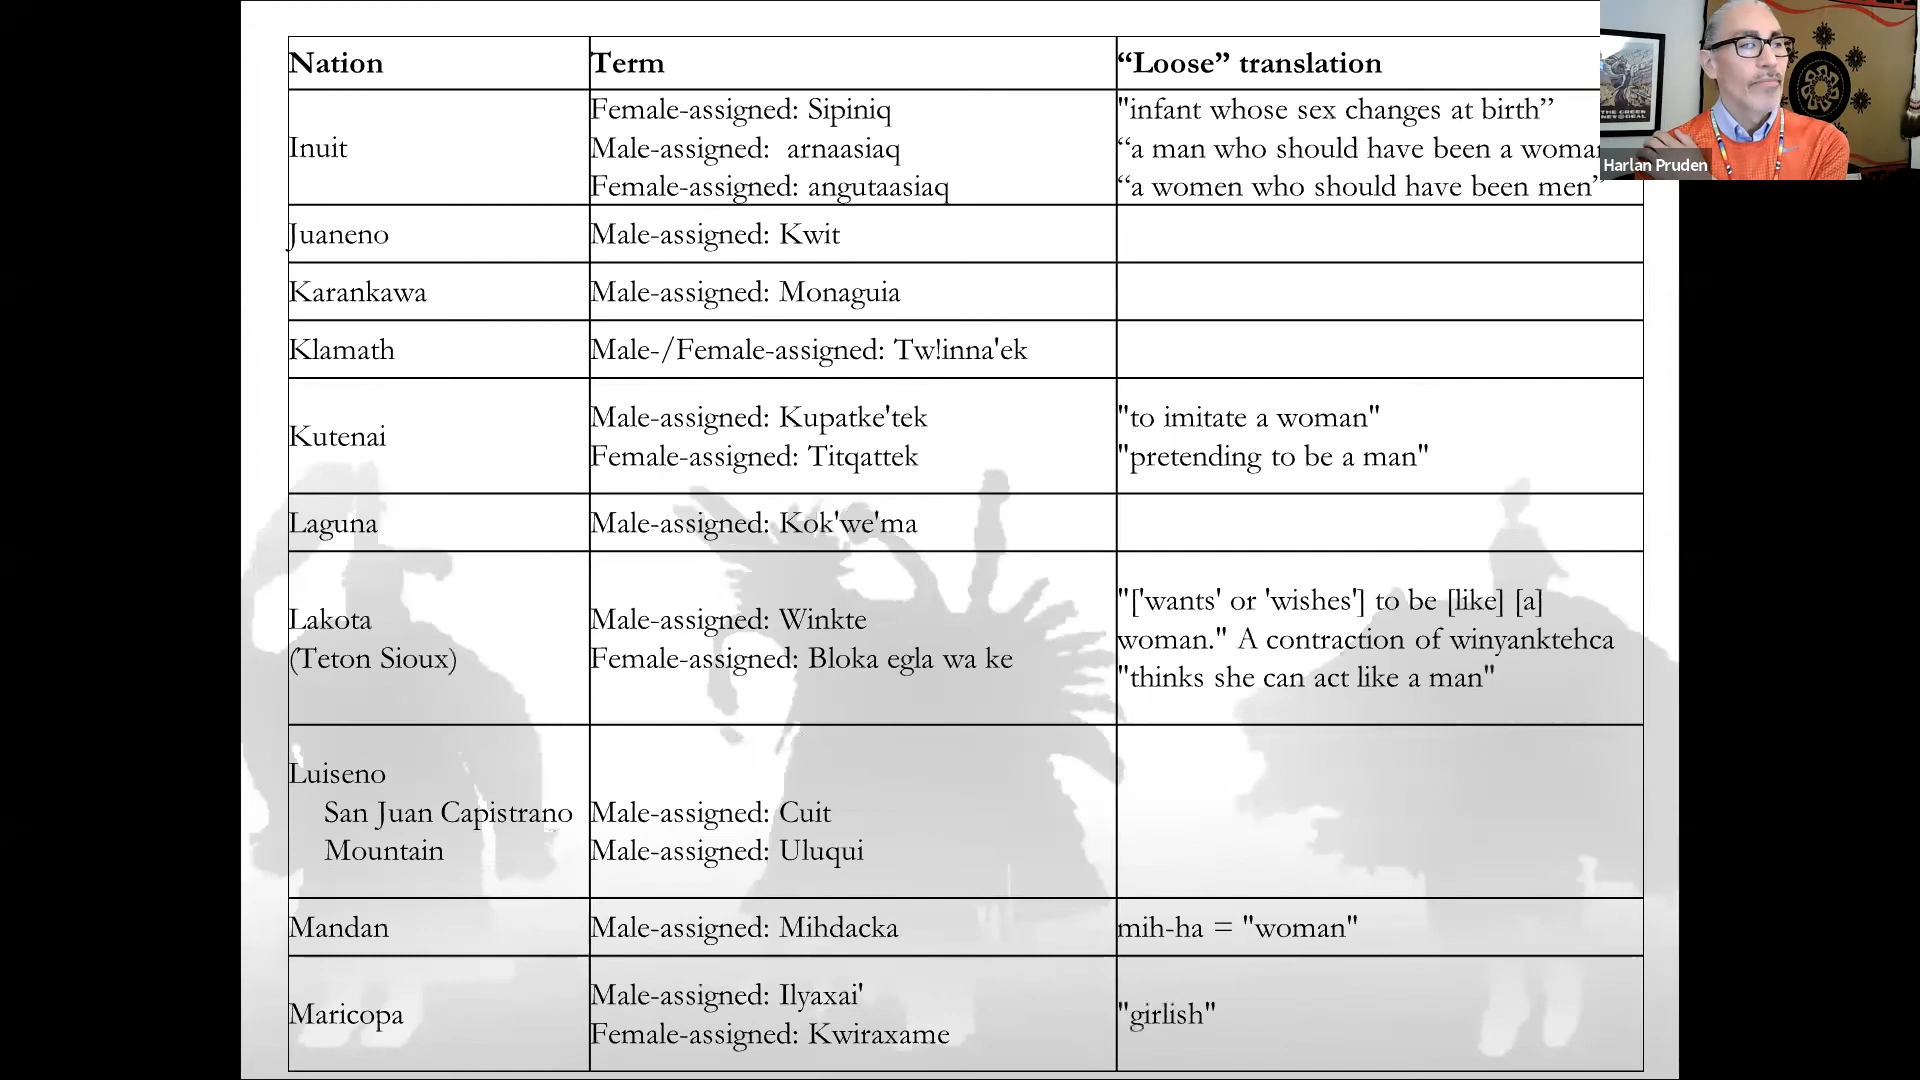 Nation Term “Loose” translation
Inuit
Female-assigned: Sipiniq
Male-assigned:  arnaasiaq
Female-assigned: angutaasiaq
"infant whose sex changes at birth”
“a man who should have been a woman
“a women who should have been men”
Juaneno Male-assigned: Kwit
Karankawa Male-assigned: Monaguia
Klamath Male-/Female-assigned: Tw!inna'ek
Kutenai
Male-assigned: Kupatke'tek
Female-assigned: Titqattek
"to imitate a woman"
"pretending to be a man"
Laguna Male-assigned: Kok'we'ma
Lakota
(Teton Sioux)
Male-assigned: Winkte
Female-assigned: Bloka egla wa ke
"['wants' or 'wishes'] to be [like] [a]
woman." A contraction of winyanktehca
"thinks she can act like a man"
Luiseno
San Juan Capistrano
Mountain
Male-assigned: Cuit
Male-assigned: Uluqui
Mandan Male-assigned: Mihdacka mih-ha = "woman"
Maricopa
Male-assigned: Ilyaxai'
Female-assigned: Kwiraxame
"girlish"
THE GREEN
NEW DEAL
Harlan Pruden